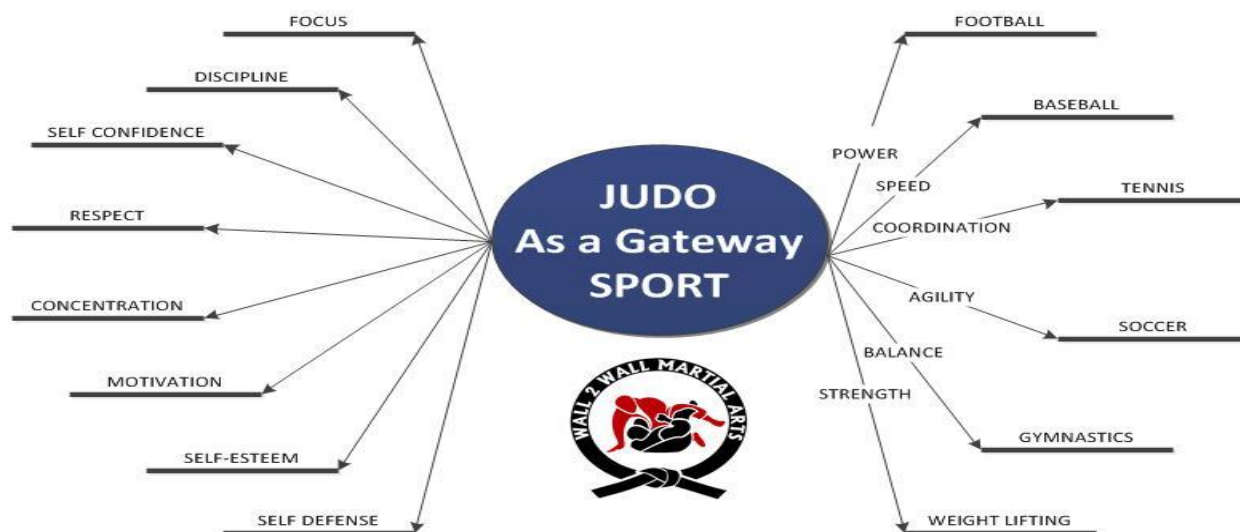 FOCUS
DISCIPLINE
SELF CONFIDENCE
RESPECT
CONCENTRATION
MOTIVATION
SELF-ESTEEM
SELF DEFENSE
JUDO
As a Gateway
SPORT
WALL 2 WALL MARTIAL ARTS
POWER
SPEED
COORDINATION
AGILITY
BALANCE
STRENGTH
FOOTBALL
BASEBALL
TENNIS
SOCCER
GYMNASTICS
WEIGHT LIFTING